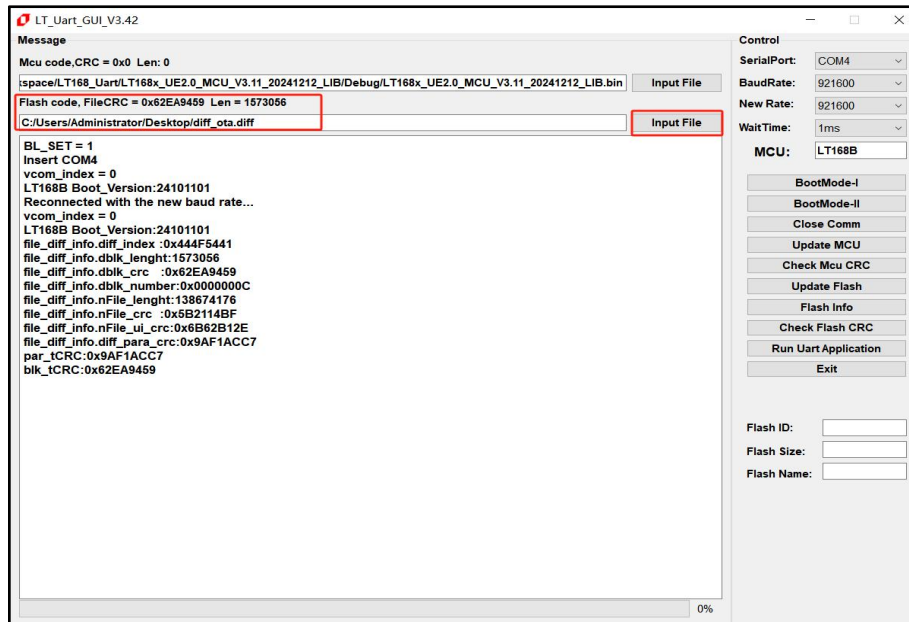 LT_Uart_GUI_V3.42
Message
Mcu code,CRC = 0x0 Len: 0
:space/LT168_Uart/LT168x_UE2.0_MCU_V3.11_20241212_LIB/Debug/LT168x_UE2.0_MCU_V3.11_20241212_LIB.bin
Input File
Flash code, FileCRC = 0x62EA9459 Len = 1573056
C:/Users/Administrator/Desktop/diff_ota.diff
Input File
BL_SET = 1
Insert COM4
vcom_index = 0
LT168B Boot_Version:24101101
Reconnected with the new baud rate...
vcom_index = 0
LT168B Boot_Version:24101101
file_diff_info.diff_index :0x444F5441
file_diff_info.dblk_lenght:1573056
file_diff_info.dblk_crc :0x62EA9459
file_diff_info.dblk_number:0x0000000C
file_diff_info.nFile_lenght:138674176
file_diff_info.nFile_crc :0x5B2114BF
file_diff_info.nFile_ui_crc:0x6B62B12E
file_diff_info.diff_para_crc:0x9AF1ACC7
par_tCRC:0x9AF1ACC7
blk_tCRC:0x62EA9459
0%
Control
SerialPort: COM4
BaudRate: 921600
New Rate: 921600
WaitTime: 1ms
MCU: LT168B
BootMode-I
BootMode-II
Close Comm
Update MCU
Check Mcu CRC
Update Flash
Flash Info
Check Flash CRC
Run Uart Application
Exit
Flash ID:
Flash Size:
Flash Name: